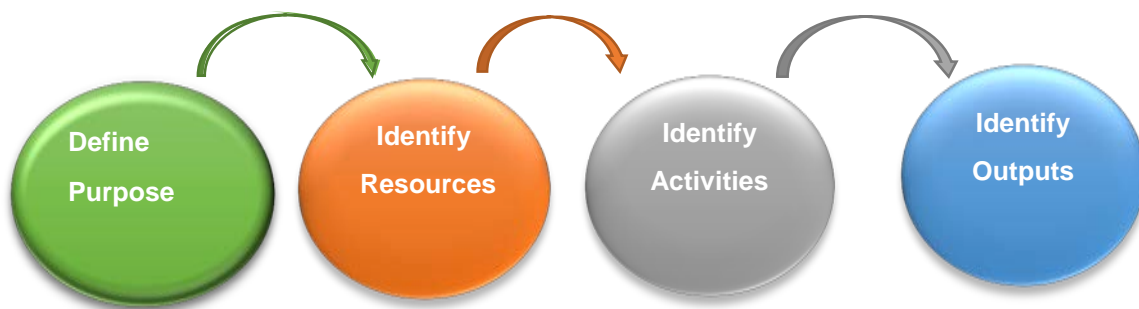 Define
Purpose
Identify
Resources
Identify
Activities
Identify
Outputs